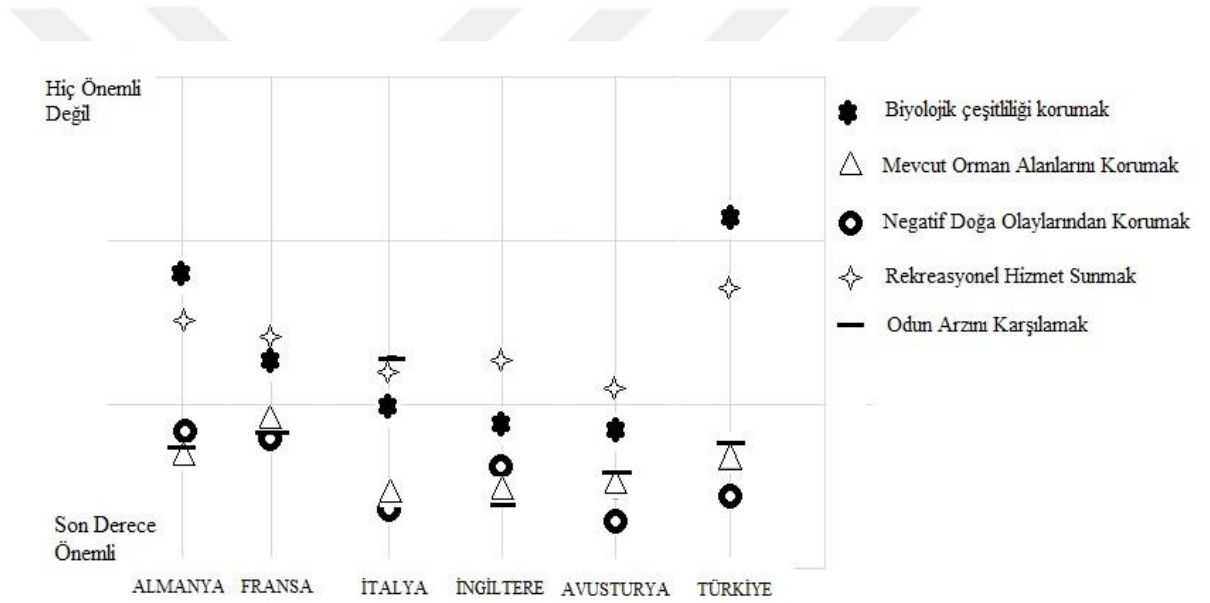 Hiç Önemli
Değil
Biyolojik çeşitliliği korumak
Mevcut Orman Alanlarını Korumak
Negatif Doğa Olaylarından Korumak
Rekreasyonel Hizmet Sunmak
Odun Arzını Karşılamak
Son Derece
Önemli
ALMANYA FRANSA İTALYA İNGİLTERE AVUSTURYA TÜRKİYE